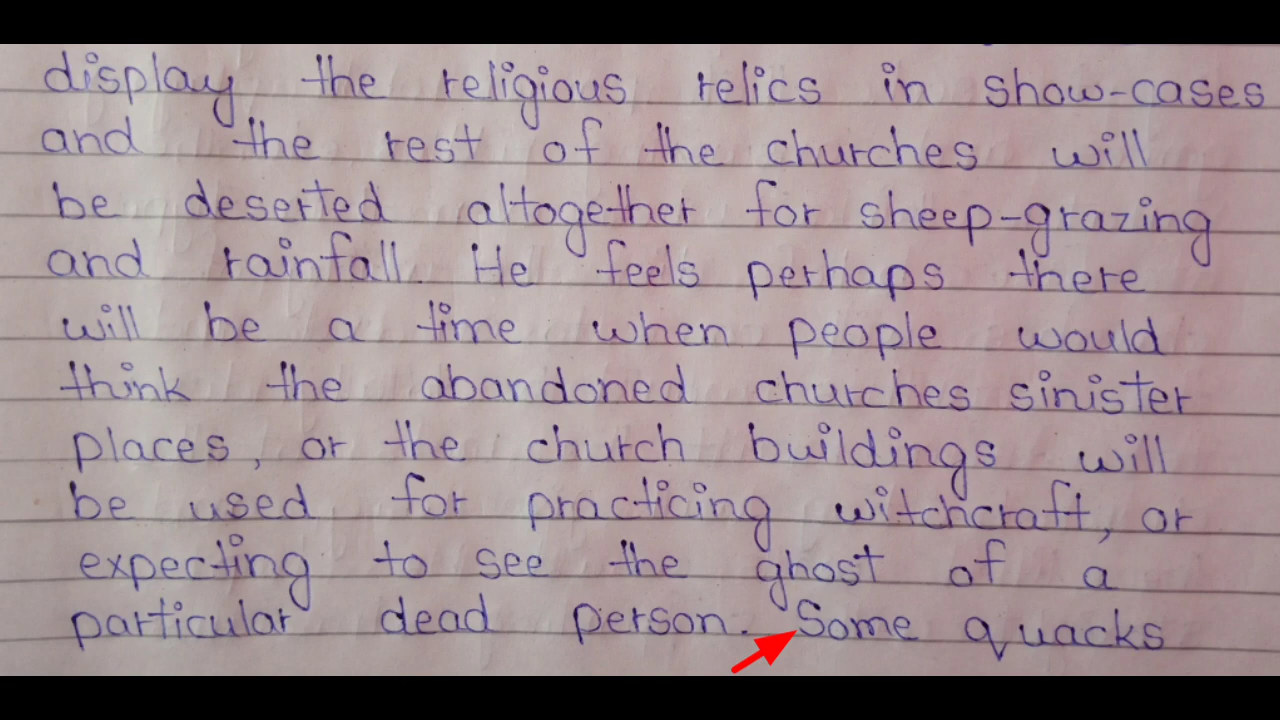 display the religious relics in show-cases
and the rest of the churches will
be deserted altogether for sheep-grazing
and rainfall. He feels perhaps there
will be a time when people would
think the abandoned churches sinister
places, or the church buildings will
be used for practicing witchcraft, or
expecting to see the ghost of a
particular dead person. Some quacks